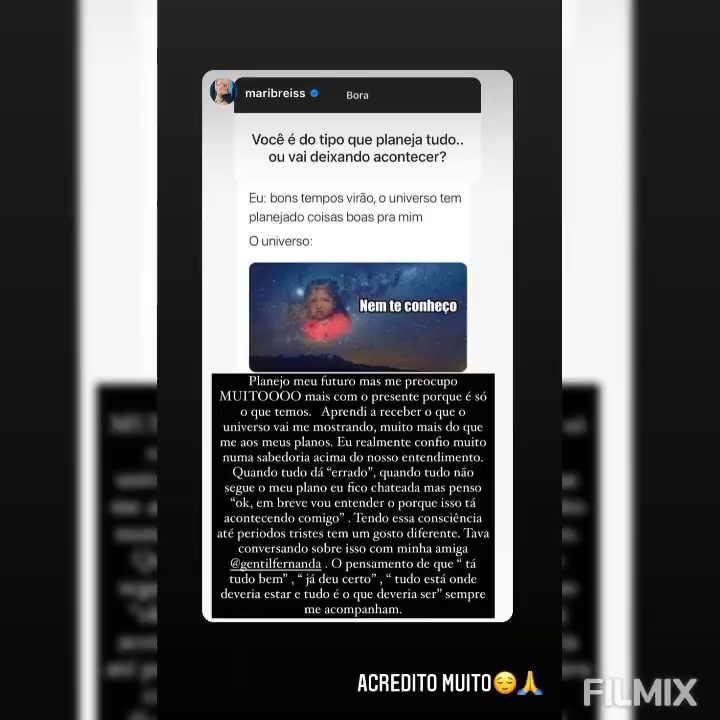 maribreiss
Bora
Você é do tipo que planeja tudo..
ou vai deixando acontecer?
Eu: bons tempos virão, o universo tem
planejado coisas boas pra mim
O universo:
Nem te conheço
Planejo meu futuro mas me preocupo
MUITOOOO mais com o presente porque é só
o que temos. Aprendi a receber o que o
universo vai me mostrando, muito mais do que
me aos meus planos. Eu realmente confio muito
numa sabedoria acima do nosso entendimento.
Quando tudo dá “errado”, quando tudo não
segue o meu plano eu fico chateada mas penso
“ok, em breve vou entender o porque isso tá
acontecendo comigo” . Tendo essa consciência
até periodos tristes tem um gosto diferente. Tava
conversando sobre isso com minha amiga
@gentilfernanda . O pensamento de que “ tá
tudo bem” , “ já deu certo” , “ tudo está onde
deveria estar e tudo é o que deveria ser” sempre
me acompanham.
ACREDITO MUITO😌🙏
FILMIX